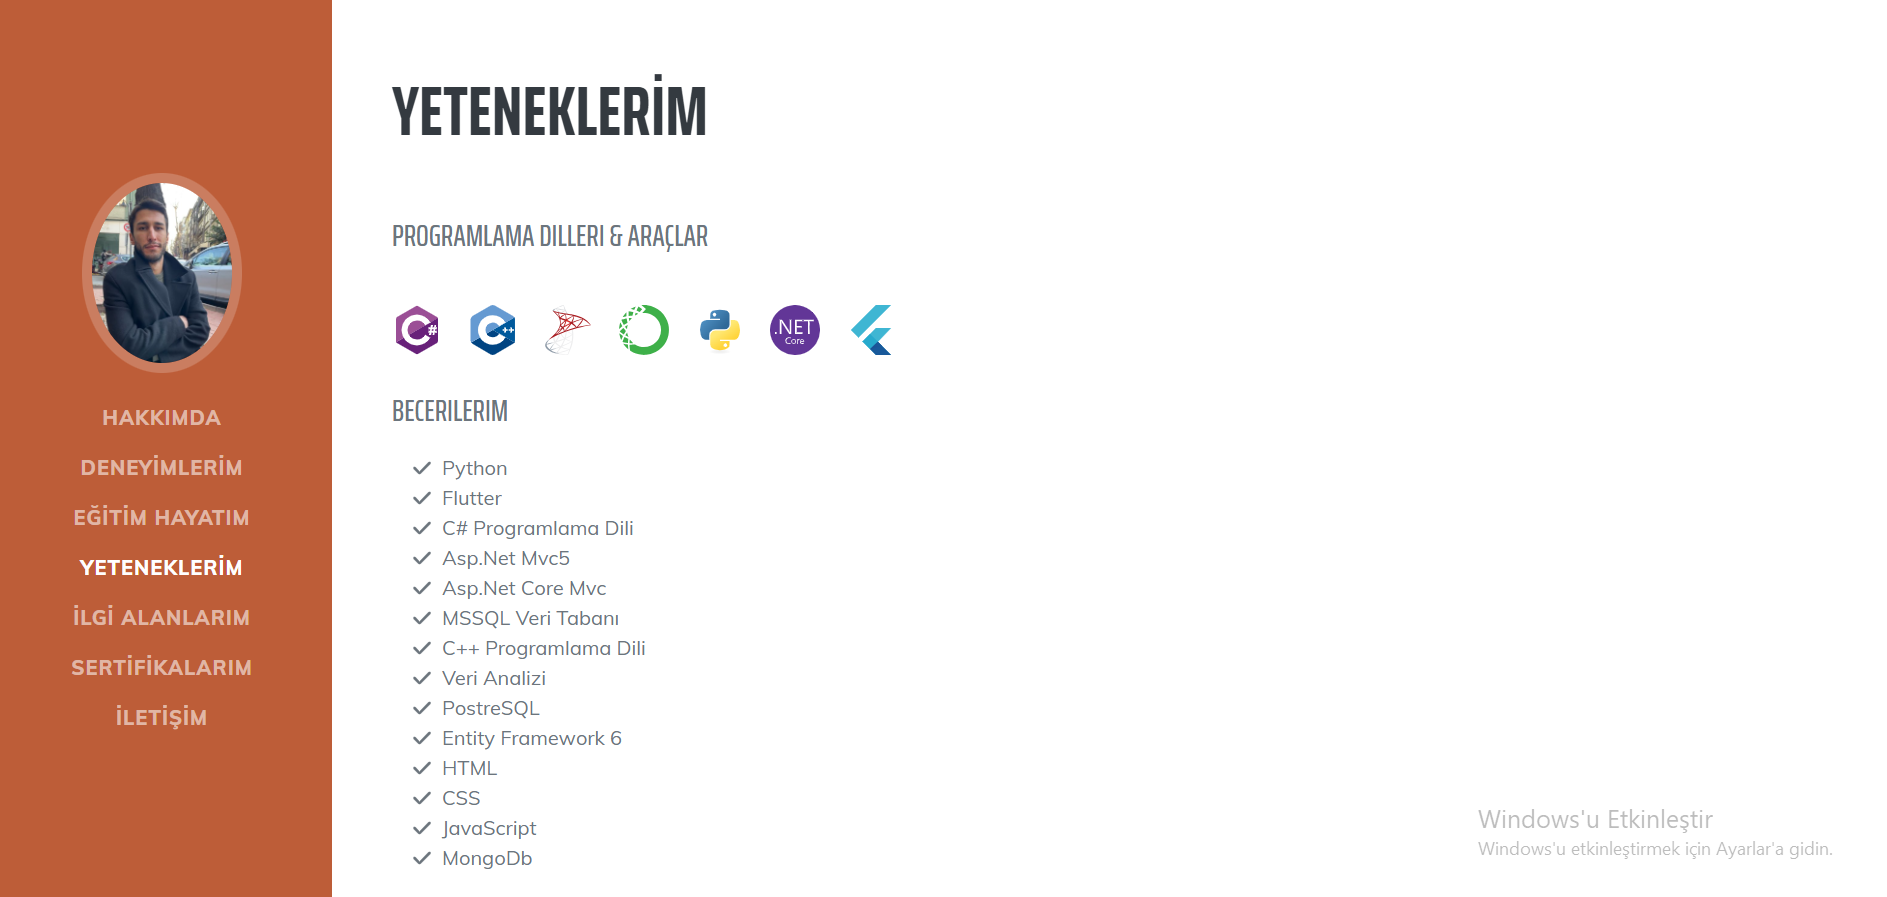 HAKKIMDA
DENEYİMLERİM
EĞİTİM HAYATIM
YETENEKLERİM
İLGİ ALANLARIM
SERTİFİKALARIM
İLETİŞİM
YETENEKLERİM
PROGRAMLAMA DILLERI & ARAÇLAR
C#
C++
.NET
Core
BECERILERIM
Python
Flutter
C# Programlama Dili
Asp.Net Mvc5
Asp.Net Core Mvc
MSSQL Veri Tabanı
C++ Programlama Dili
Veri Analizi
PostreSQL
Entity Framework 6
HTML
CSS
JavaScript
MongoDb
Windows'u Etkinleştir
Windows'u etkinleştirmek için Ayarlar'a gidin.